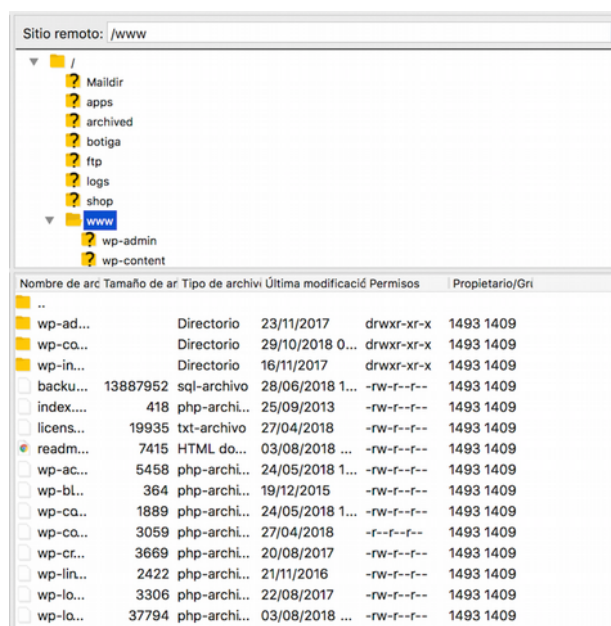 Sitio remoto: /www
/
Maildir
apps
archived
botiga
ftp
logs
shop
www
wp-admin
wp-content
Nombre de arc Tamaño de ar Tipo de archivi Última modificació Permisos Propietario/Gri
..
wp-ad... Directorio 23/11/2017 drwxr-xr-x 1493 1409
wp-co... Directorio 29/10/2018 0... drwxr-xr-x 1493 1409
wp-in... Directorio 16/11/2017 drwxr-xr-x 1493 1409
backu... 13887952 sql-archivo 28/06/2018 1... -rw-r--r-- 1493 1409
index.... 418 php-archi... 25/09/2013 -rw-r--r-- 1493 1409
licens... 19935 txt-archivo 27/04/2018 -rw-r--r-- 1493 1409
readm... 7415 HTML do... 03/08/2018 ... -rw-r--r-- 1493 1409
wp-ac... 5458 php-archi... 24/05/2018 1... -rw-r--r-- 1493 1409
wp-bl... 364 php-archi... 19/12/2015 -rw-r--r-- 1493 1409
wp-co... 1889 php-archi... 24/05/2018 1... -rw-r--r-- 1493 1409
wp-co... 3059 php-archi... 27/04/2018 -r--r--r-- 1493 1409
wp-cr... 3669 php-archi... 20/08/2017 -rw-r--r-- 1493 1409
wp-lin... 2422 php-archi... 21/11/2016 -rw-r--r-- 1493 1409
wp-lo... 3306 php-archi... 22/08/2017 -rw-r--r-- 1493 1409
wp-lo... 37794 php-archi... 03/08/2018 ... -rw-r--r-- 1493 1409